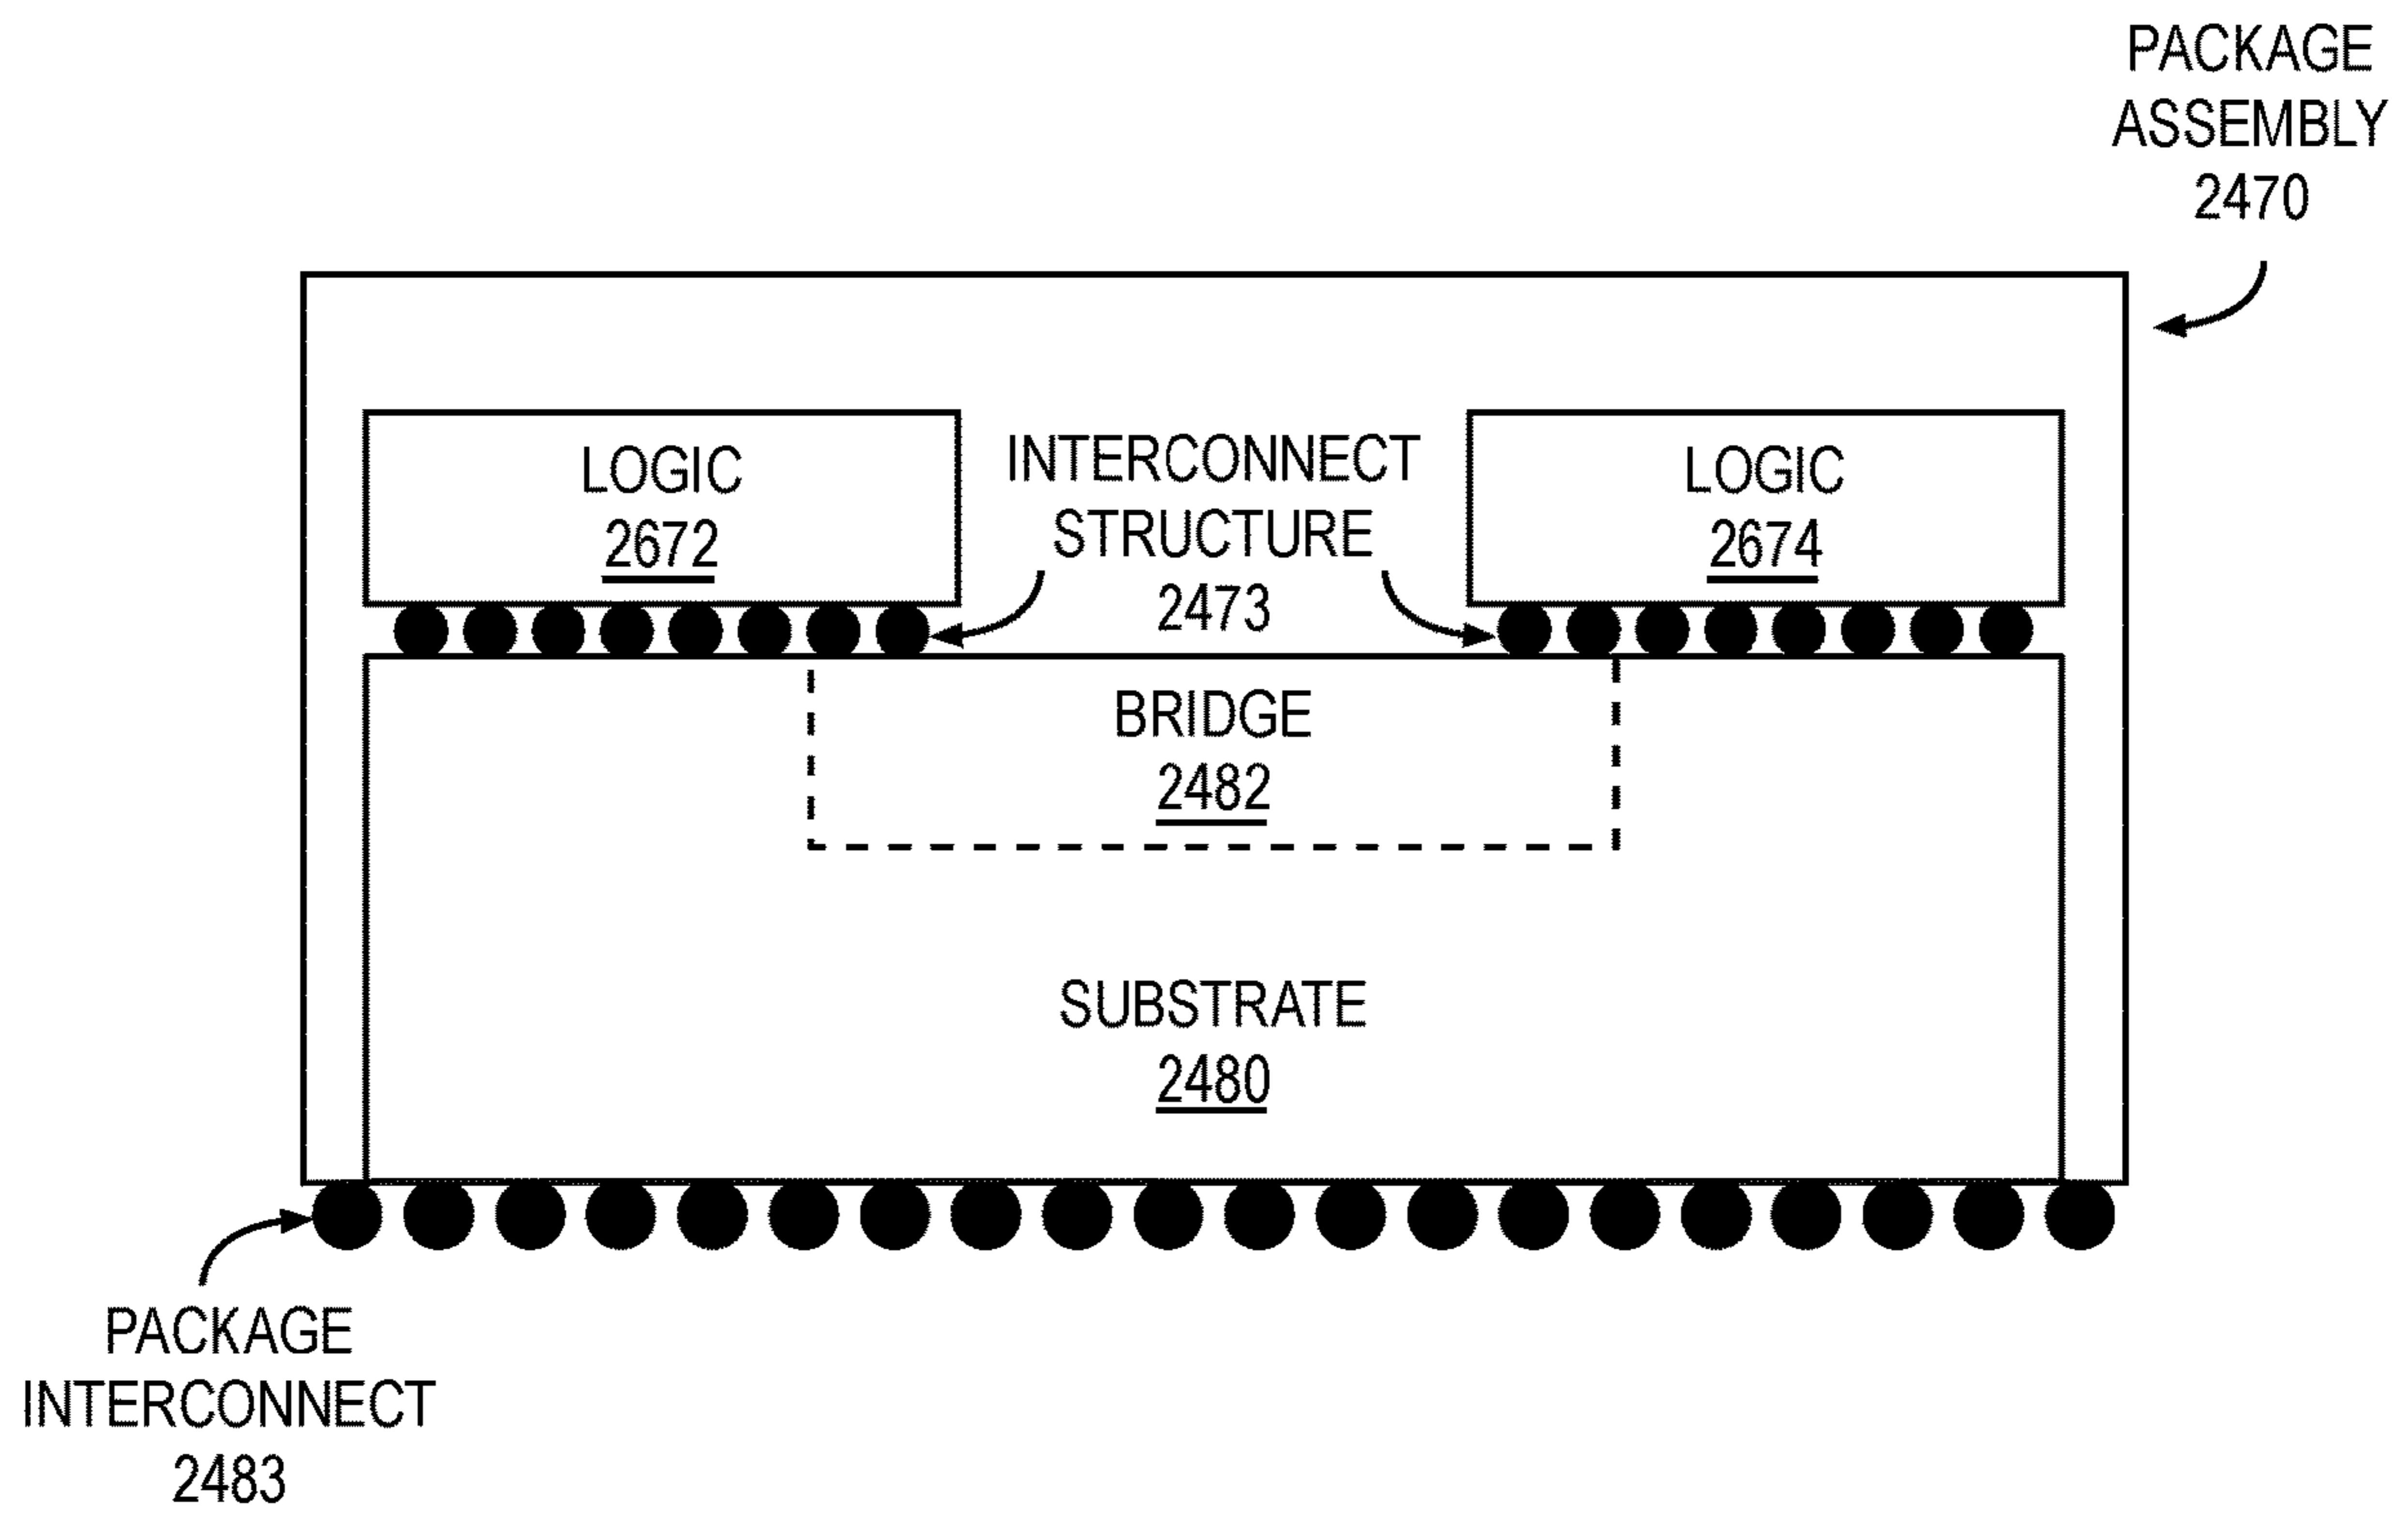 PACKAGE
ASSEMBLY
2470
LOGIC
2672
INTERCONNECT
STRUCTURE
2473
LOGIC
2674
BRIDGE
2482
SUBSTRATE
2480
PACKAGE
INTERCONNECT
2483